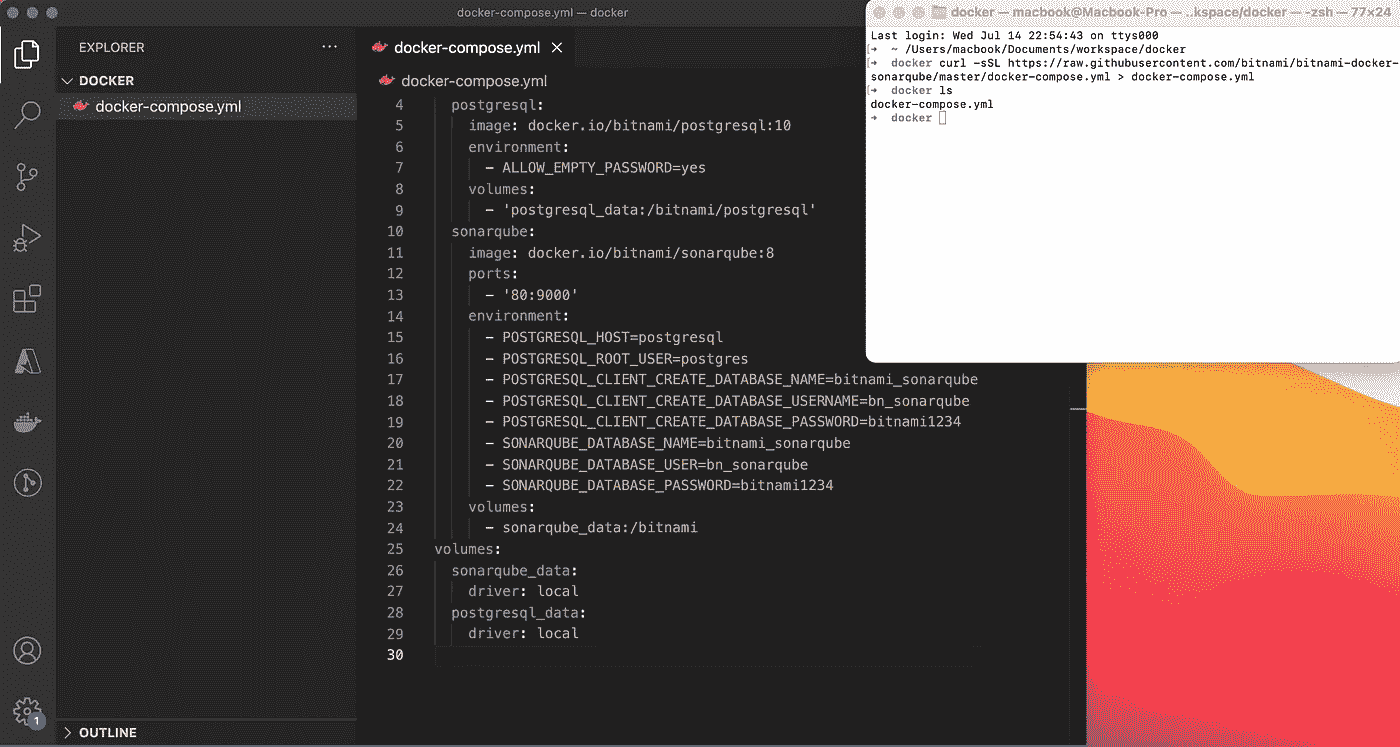 docker-compose.yml — docker
EXPLORER
DOCKER
docker-compose.yml
1
OUTLINE
docker-compose.yml
docker-compose.yml
4 postgresql:
5 image: docker.io/bitnami/postgresql:10
6 environment:
7 - ALLOW_EMPTY_PASSWORD=yes
8 volumes:
9 - 'postgresql_data:/bitnami/postgresql'
10 sonarqube:
11 image: docker.io/bitnami/sonarqube:8
12 ports:
13 - '80:9000'
14 environment:
15 - POSTGRESQL_HOST=postgresql
16 - POSTGRESQL_ROOT_USER=postgres
17 - POSTGRESQL_CLIENT_CREATE_DATABASE_NAME=bitnami_sonarqube
18 - POSTGRESQL_CLIENT_CREATE_DATABASE_USERNAME=bn_sonarqube
19 - POSTGRESQL_CLIENT_CREATE_DATABASE_PASSWORD=bitnami1234
20 - SONARQUBE_DATABASE_NAME=bitnami_sonarqube
21 - SONARQUBE_DATABASE_USER=bn_sonarqube
22 - SONARQUBE_DATABASE_PASSWORD=bitnami1234
23 volumes:
24 - sonarqube_data:/bitnami
25 volumes:
26 sonarqube_data:
27 driver: local
28 postgresql_data:
29 driver: local
30
docker — macbook@Macbook-Pro — ..kspace/docker — -zsh — 77×24
Last login: Wed Jul 14 22:54:43 on ttys000
[➜ ~ /Users/macbook/Documents/workspace/docker
[➜ docker curl -sSL https://raw.githubusercontent.com/bitnami/bitnami-docker-
sonarqube/master/docker-compose.yml > docker-compose.yml
[➜ docker ls
docker-compose.yml
➜ docker